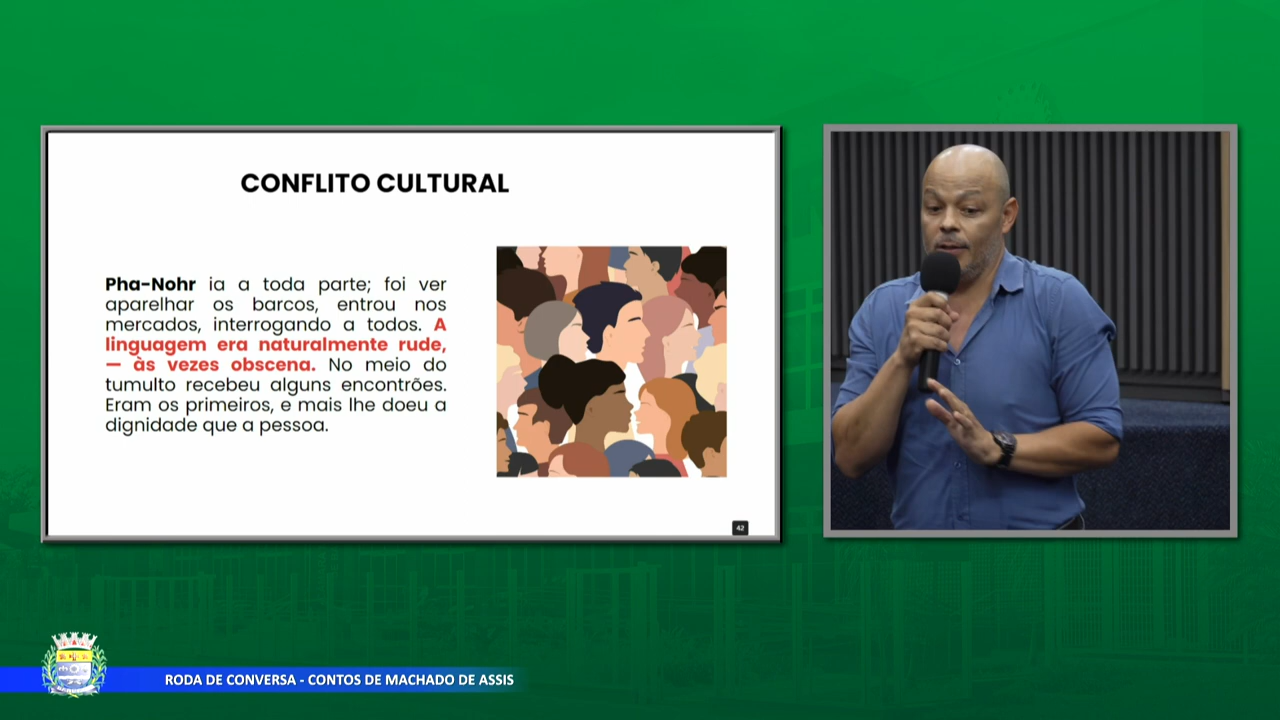 CONFLITO CULTURAL
Pha-Nohr ia a toda parte; foi ver
aparelhar os barcos, entrou nos
mercados, interrogando a todos. A
linguagem era naturalmente rude,
— às vezes obscena. No meio do
tumulto recebeu alguns encontrões.
Eram os primeiros, e mais lhe doeu a
dignidade que a pessoa.
42
RODA DE CONVERSA - CONTOS DE MACHADO DE ASSIS